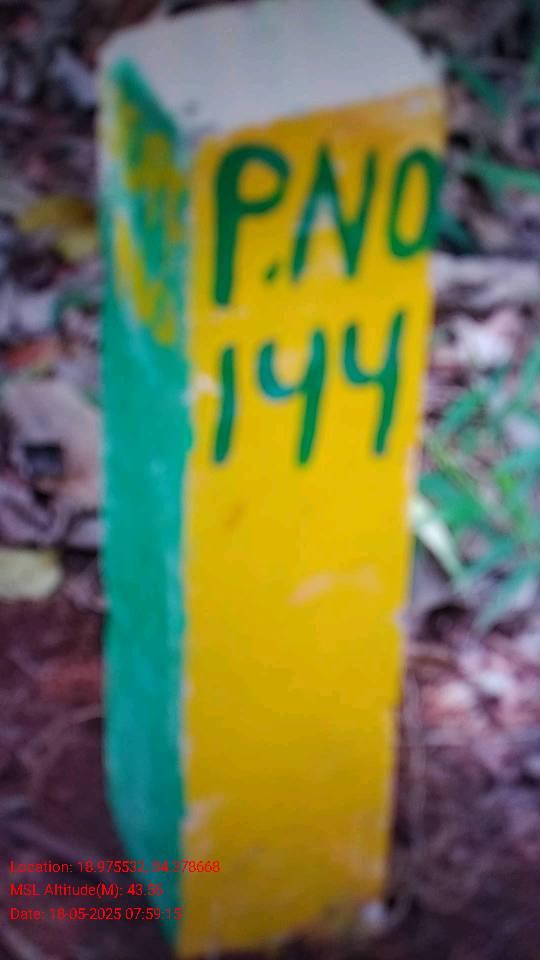 P.NO
144
Location: 18.975532, 84.378668
MSL Altitude(M): 43.56
Date: 18-05-2025 07:59:15